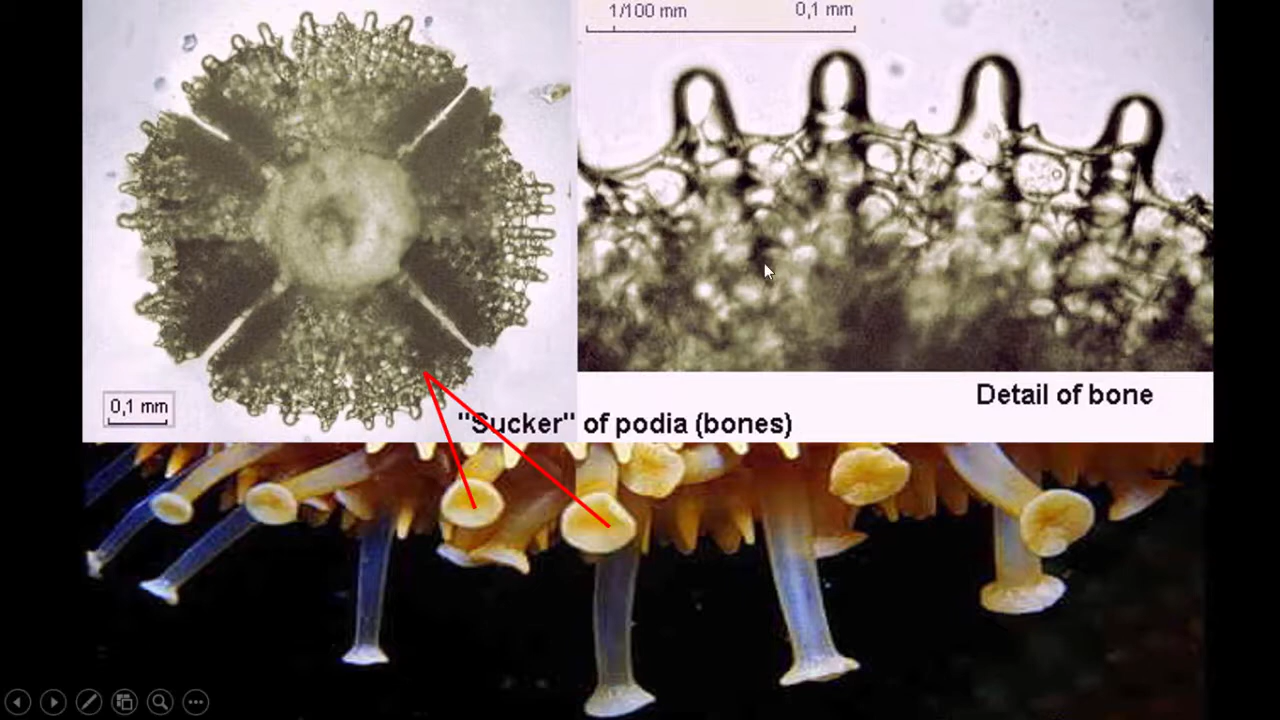 1/100 mm 0,1 mm
0,1 mm
Detail of bone
"Sucker" of podia (bones)